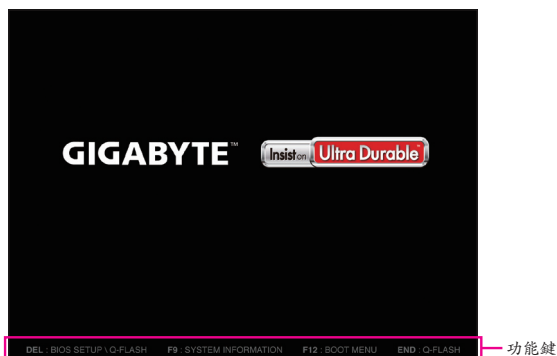 GIGABYTE™
Insist on Ultra Durable™
DEL : BIOS SETUP \ Q-FLASH F9 : SYSTEM INFORMATION F12 : BOOT MENU END : Q-FLASH
功能鍵